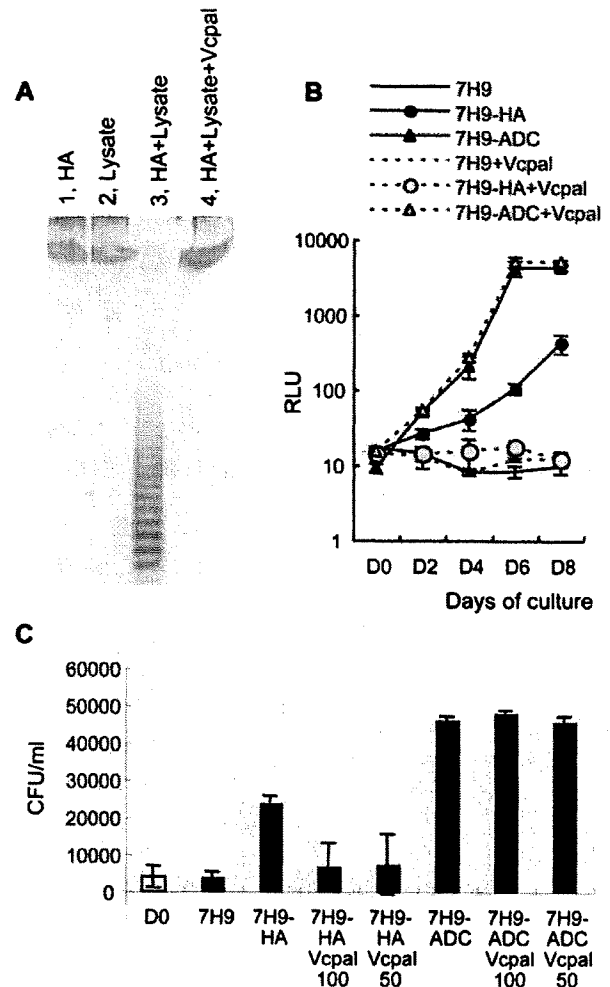 A
1, HA
2, Lysate
3, HA+Lysate
4, HA+Lysate+Vcpal
B
7H9
7H9-HA
7H9-ADC
7H9+Vcpal
7H9-HA+Vcpal
7H9-ADC+Vcpal
10000
1000
100
10
1
RLU
D0 D2 D4 D6 D8
Days of culture
C
60000
50000
40000
30000
20000
10000
0
CFU/ml
D0
7H9
7H9-
HA
7H9-
HA
Vcpal
100
7H9-
HA
Vcpal
50
7H9-
ADC
7H9-
ADC
Vcpal
100
7H9-
ADC
Vcpal
50